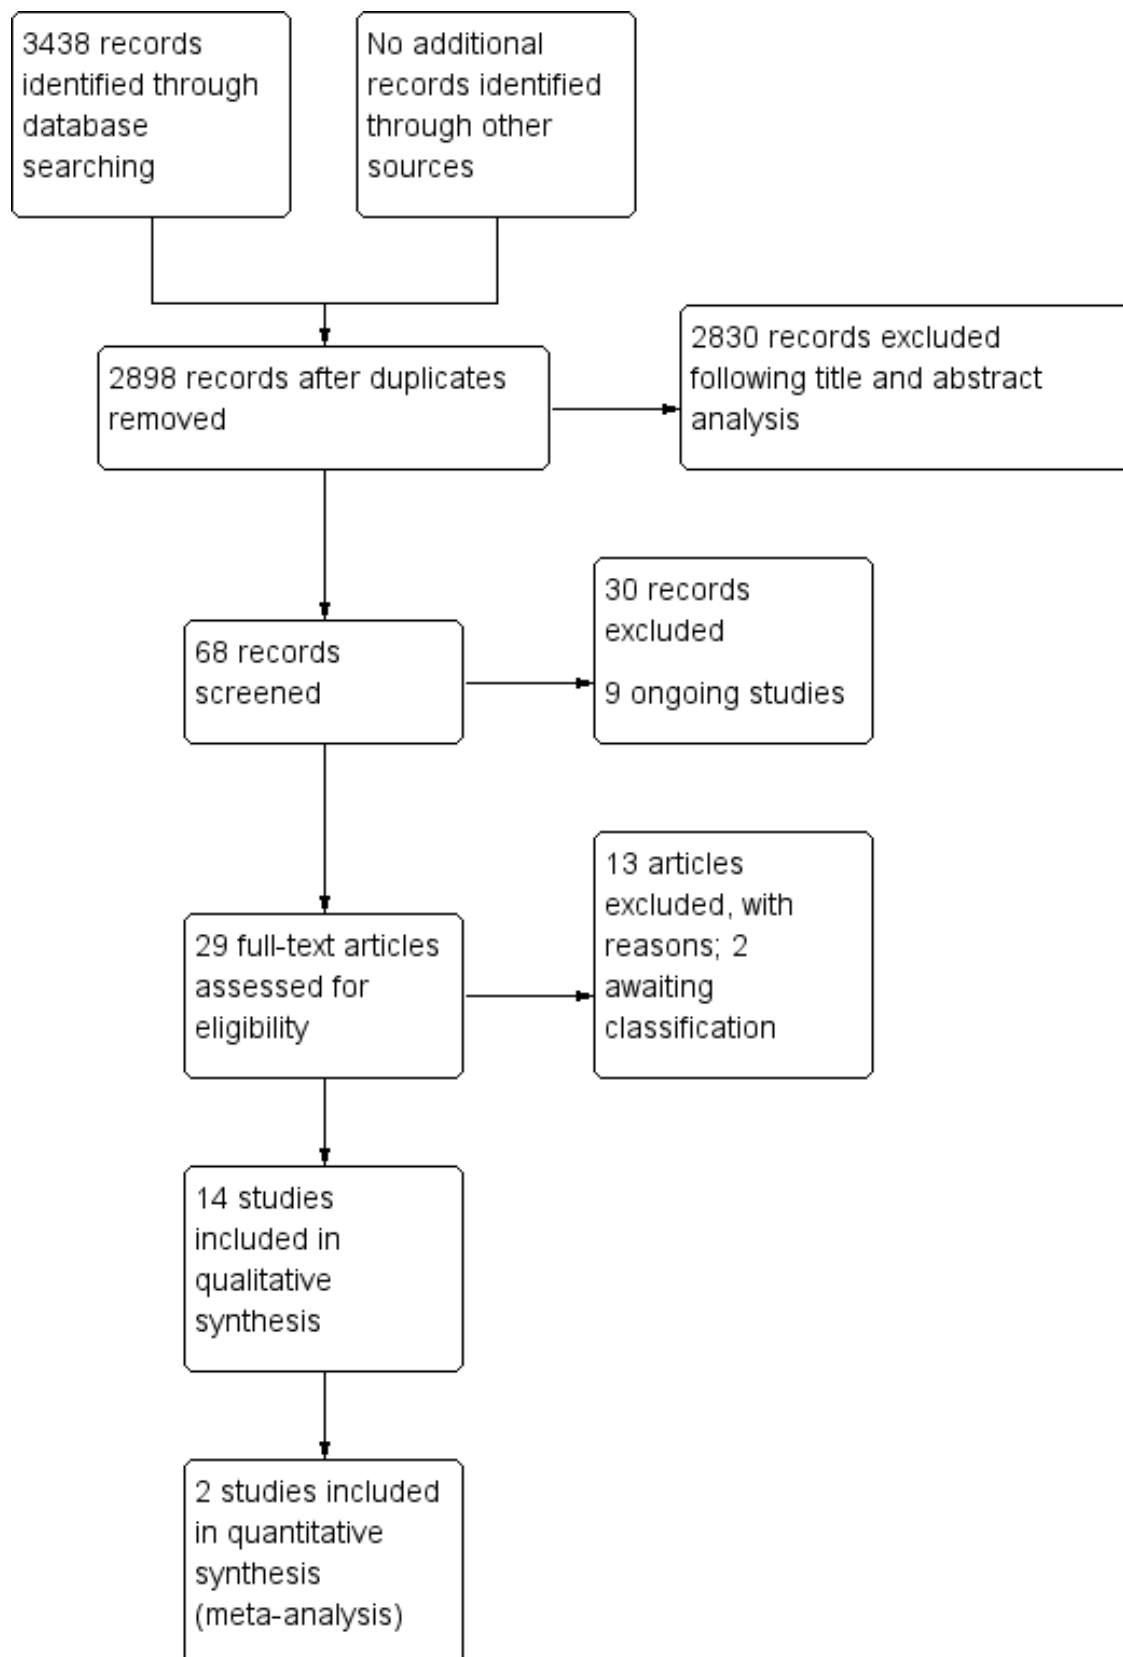 3438 records
identified through
database
searching
No additional
records identified
through other
sources
2898 records after duplicates
removed
2830 records excluded
following title and abstract
analysis
68 records
screened
30 records
excluded
9 ongoing studies
29 full-text articles
assessed for
eligibility
13 articles
excluded, with
reasons; 2
awaiting
classification
14 studies
included in
qualitative
synthesis
2 studies included
in quantitative
synthesis
(meta-analysis)